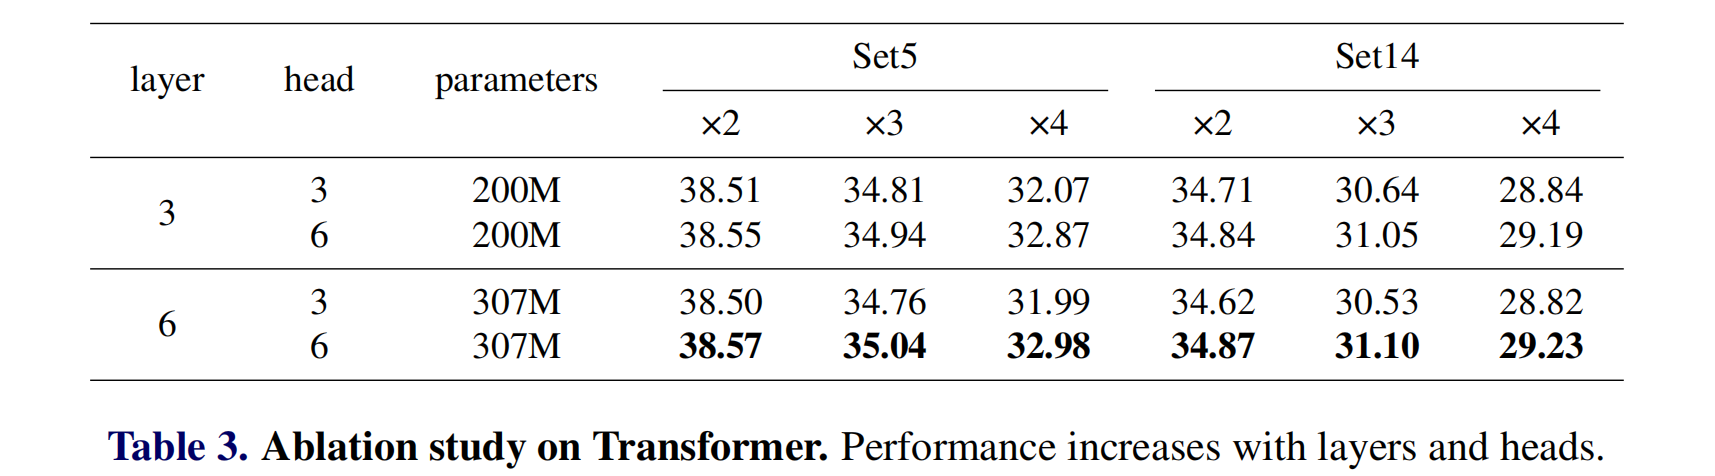 layer head parameters Set5 Set14
×2 ×3 ×4 ×2 ×3 ×4
3 3 200M 38.51 34.81 32.07 34.71 30.64 28.84
6 200M 38.55 34.94 32.87 34.84 31.05 29.19
6 3 307M 38.50 34.76 31.99 34.62 30.53 28.82
6 307M 38.57 35.04 32.98 34.87 31.10 29.23
Table 3. Ablation study on Transformer. Performance increases with layers and heads.